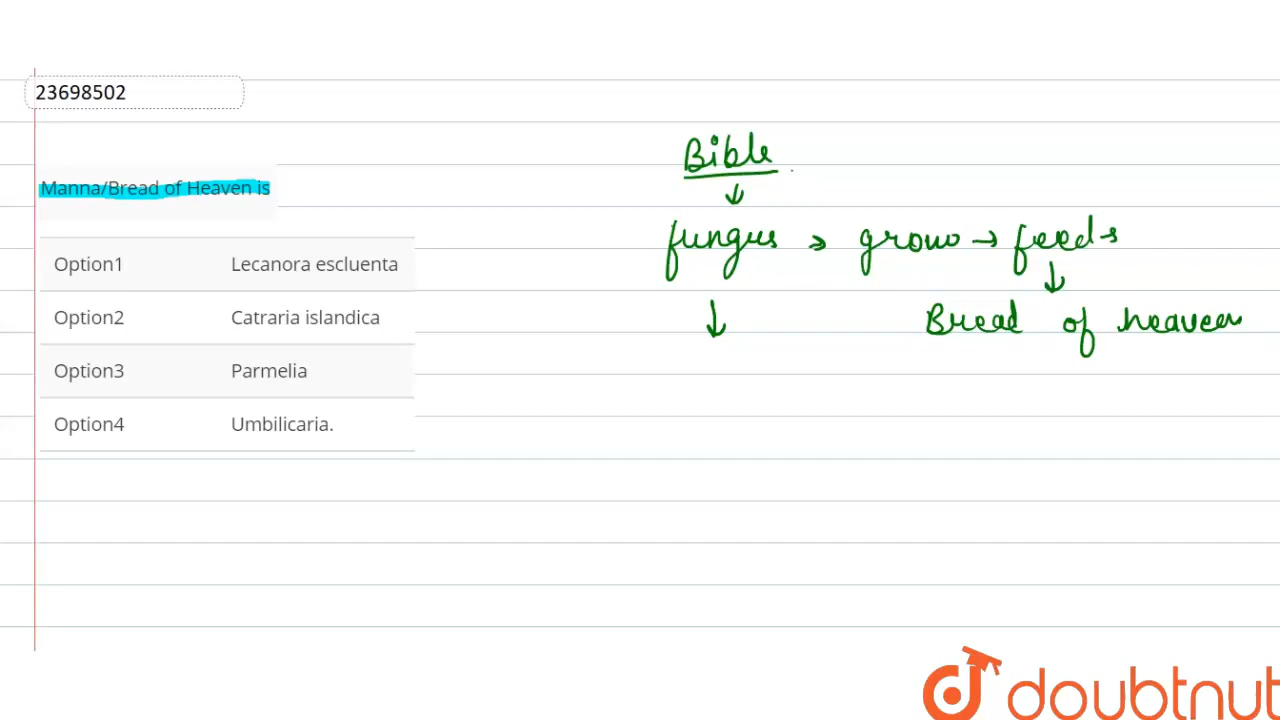 23698502
Manna/Bread of Heaven is
Option1 Lecanora escluenta
Option2 Catraria islandica
Option3 Parmelia
Option4 Umbilicaria.
Bible
↓
fungus → grow → feeds
↓ ↓
Bread of heaven
doubtnut